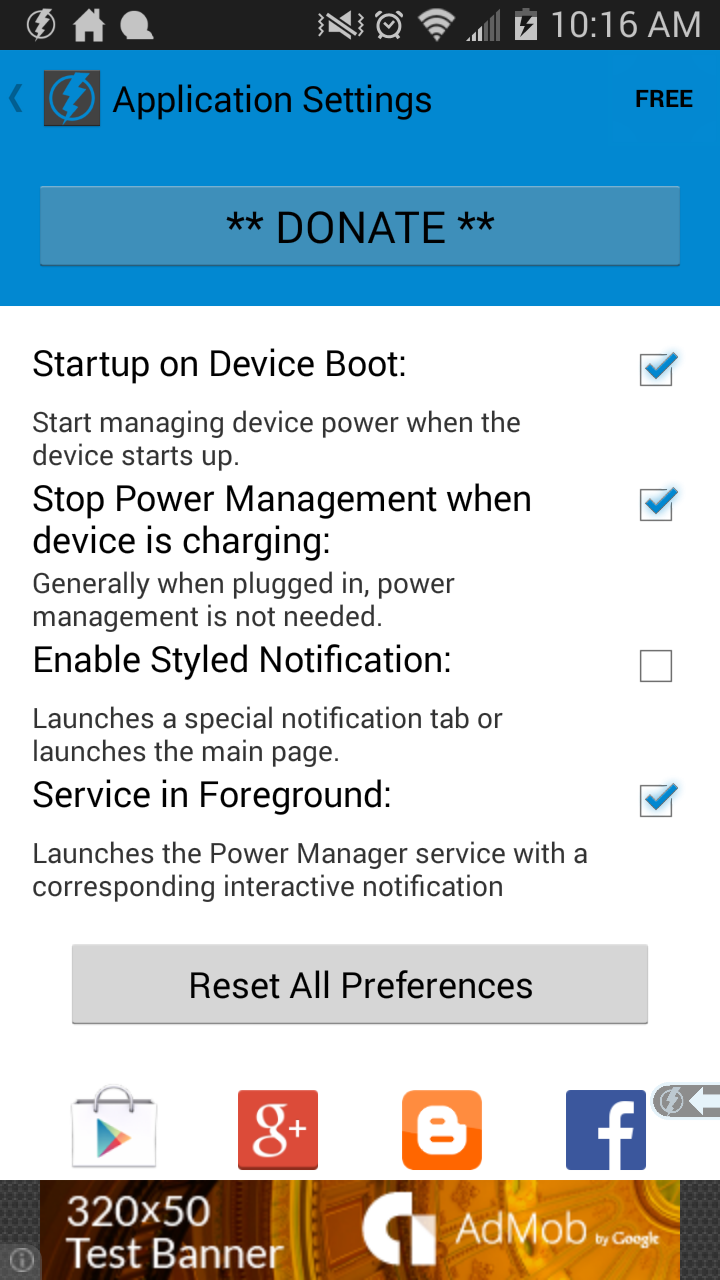 10:16 AM
Application Settings
FREE
** DONATE **
Startup on Device Boot:
Start managing device power when the
device starts up.
Stop Power Management when
device is charging:
Generally when plugged in, power
management is not needed.
Enable Styled Notification:
Launches a special notification tab or
launches the main page.
Service in Foreground:
Launches the Power Manager service with a
corresponding interactive notification
Reset All Preferences
g+
f
320x50
Test Banner
AdMob by Google